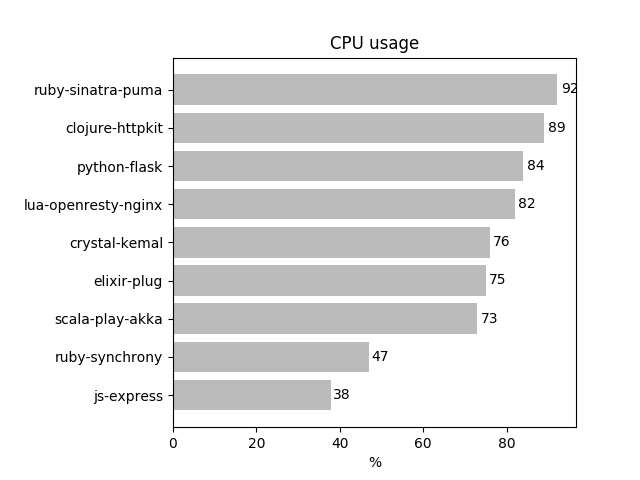 CPU usage
ruby-sinatra-puma 92
clojure-httpkit 89
python-flask 84
lua-openresty-nginx 82
crystal-kemal 76
elixir-plug 75
scala-play-akka 73
ruby-synchrony 47
js-express 38
0 20 40 60 80
%